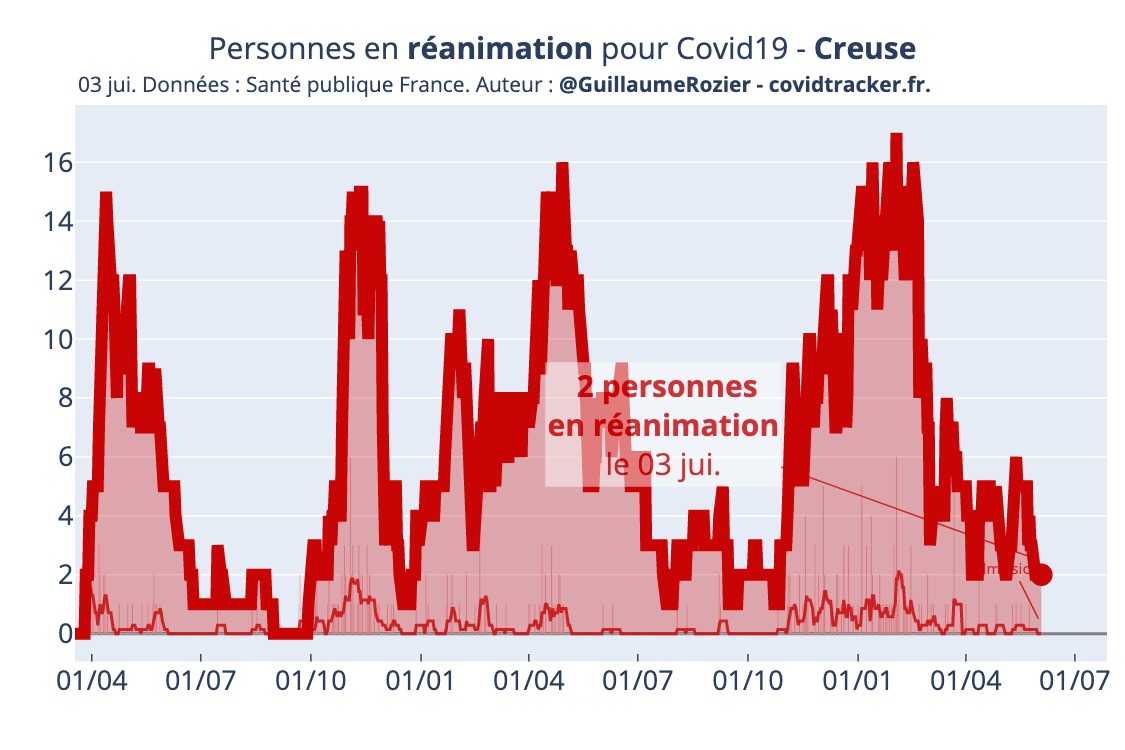 Personnes en réanimation pour Covid19 - Creuse
03 jui. Données : Santé publique France. Auteur : @GuillaumeRozier - covidtracker.fr.
16
14
12
10
8
6
4
2
0
2 personnes
en réanimation
le 03 jui.
01/04 01/07 01/10 01/01 01/04 01/07 01/10 01/01 01/04 01/07